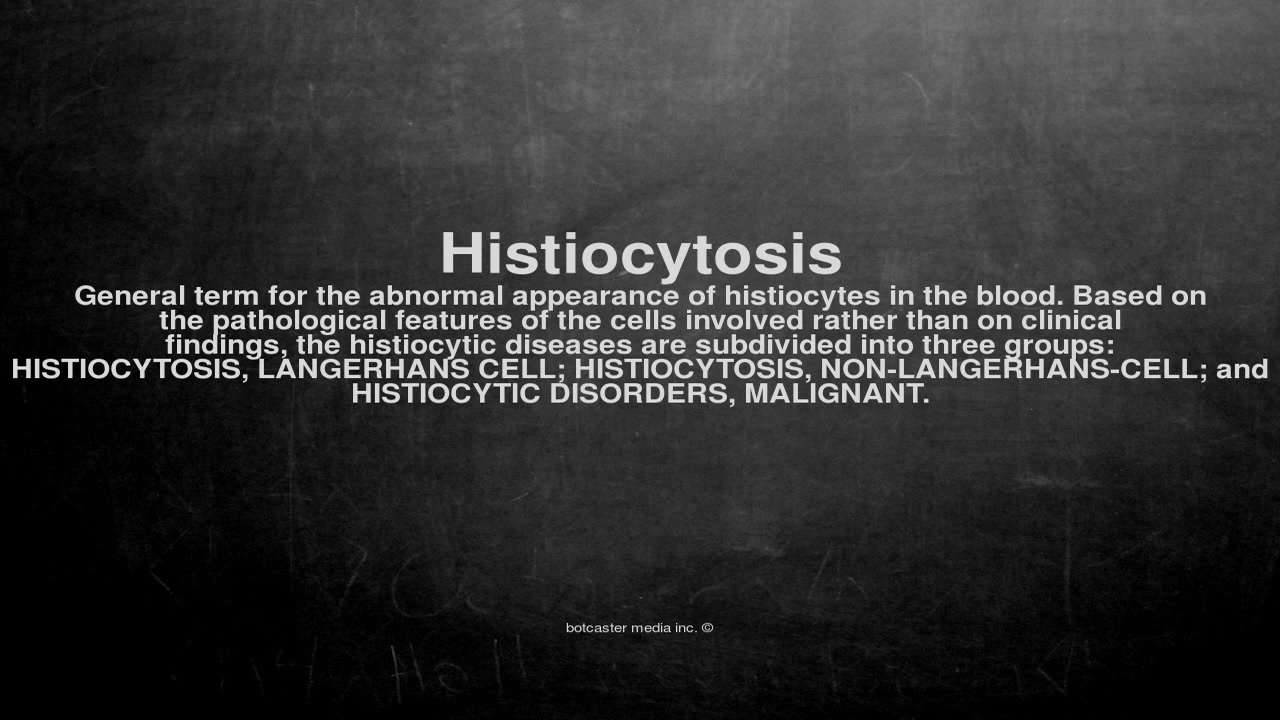 Histiocytosis
General term for the abnormal appearance of histiocytes in the blood. Based on
the pathological features of the cells involved rather than on clinical
findings, the histiocytic diseases are subdivided into three groups:
HISTIOCYTOSIS, LANGERHANS CELL; HISTIOCYTOSIS, NON-LANGERHANS-CELL; and
HISTIOCYTIC DISORDERS, MALIGNANT.
botcaster media inc. ©